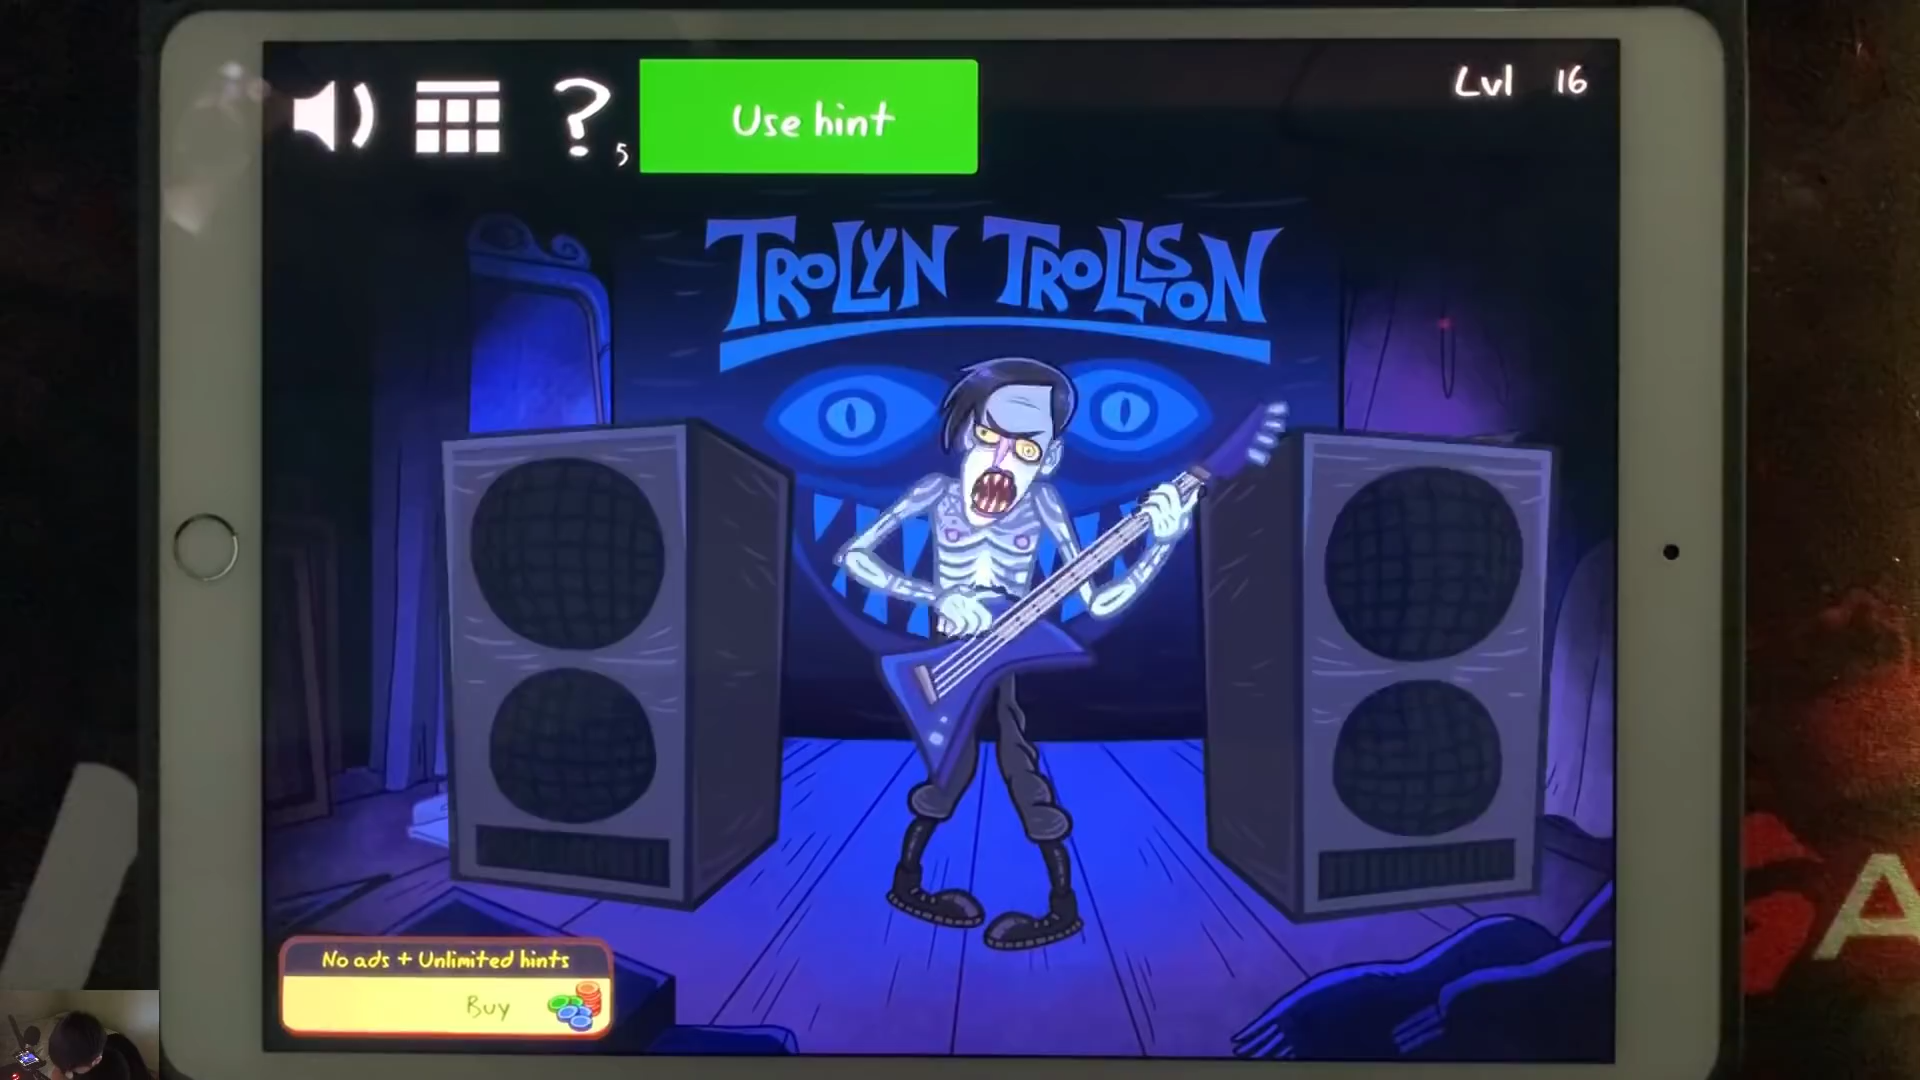 Use hint
Lvl 16
?
5
TROLYN TROLLSON
No ads + Unlimited hints
Buy
A